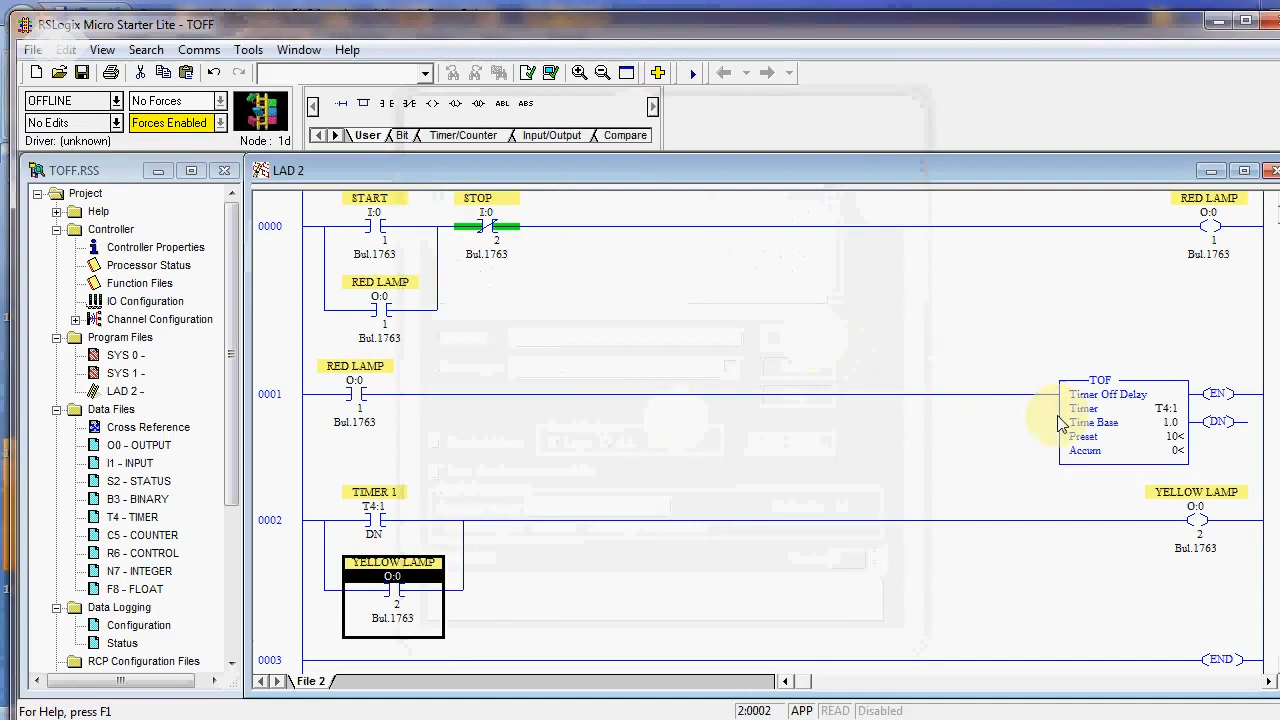 RSLogix Micro Starter Lite - TOFF
File Edit View Search Comms Tools Window Help
OFFLINE No Forces
No Edits Forces Enabled
Driver: (unknown) Node : 1d
ABL ABS
User Bit Timer/Counter Input/Output Compare
TOFF.RSS
Project
Help
Controller
Controller Properties
Processor Status
Function Files
IO Configuration
Channel Configuration
Program Files
SYS 0 -
SYS 1 -
LAD 2 -
Data Files
Cross Reference
O0 - OUTPUT
I1 - INPUT
S2 - STATUS
B3 - BINARY
T4 - TIMER
C5 - COUNTER
R6 - CONTROL
N7 - INTEGER
F8 - FLOAT
Data Logging
Configuration
Status
RCP Configuration Files
LAD 2
START STOP RED LAMP
I:0 I:0 O:0
0000
1 2 1
Bul.1763 Bul.1763 Bul.1763
RED LAMP
O:0
1
Bul.1763
RED LAMP
O:0 TOF
0001 Timer Off Delay EN
1 Timer T4:1
Bul.1763 Time Base 1.0 DN
Preset 10<
Accum 0<
TIMER 1 YELLOW LAMP
T4:1 O:0
0002
DN 2
Bul.1763
YELLOW LAMP
O:0
2
Bul.1763
0003 END
File 2
For Help, press F1 2:0002 APP READ Disabled